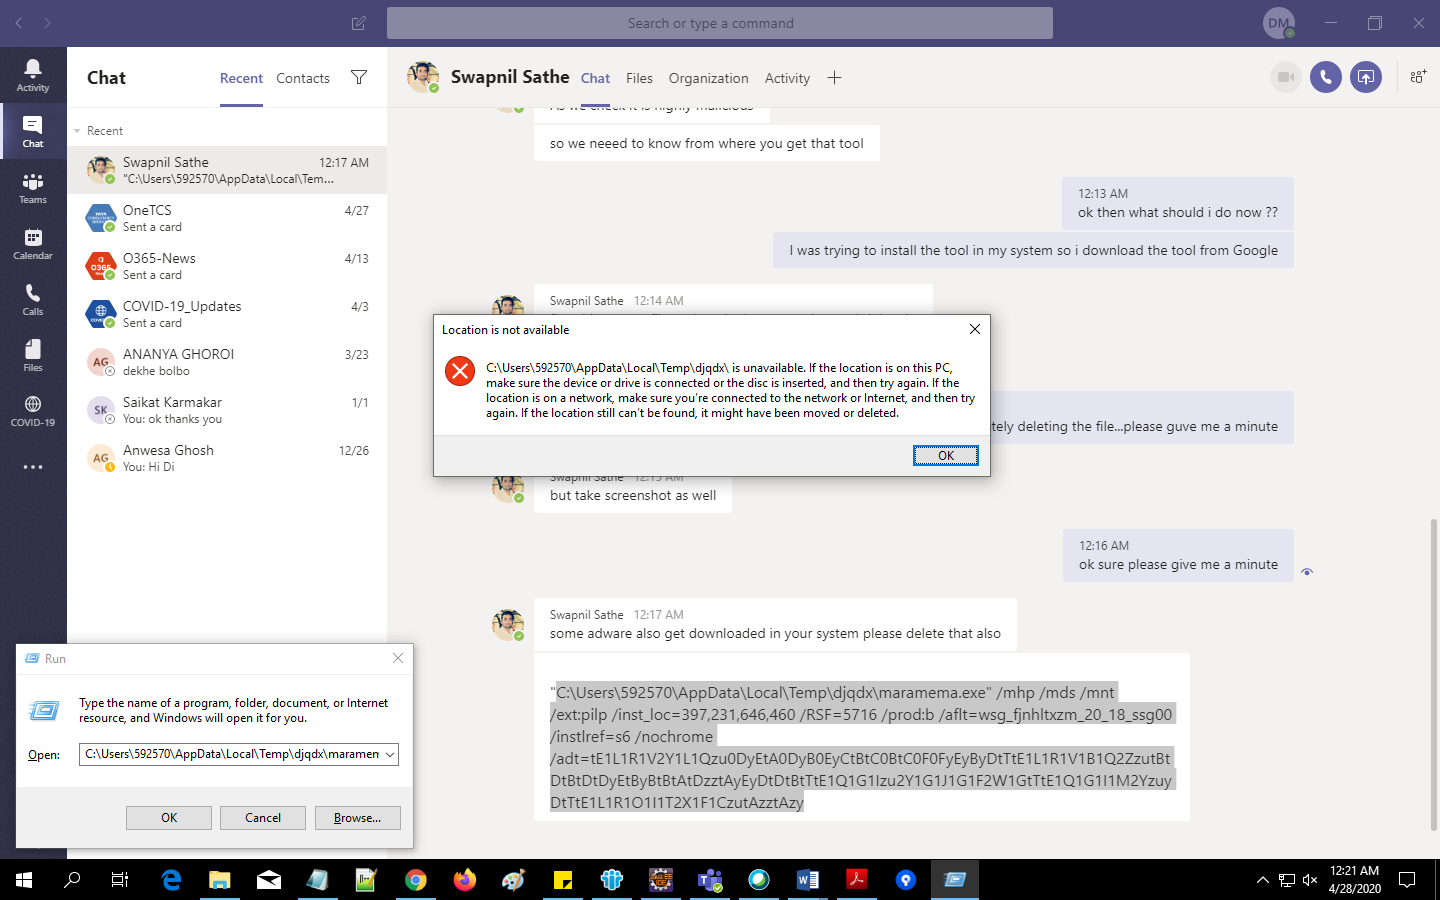 Search or type a command
DM
Activity
Chat
Teams
Calendar
Calls
Files
COVID-19
Chat
Recent
Contacts
Recent
Swapnil Sathe
12:17 AM
"C:\Users\592570\AppData\Local\Tem...
OneTCS
4/27
Sent a card
O365-News
4/13
Sent a card
COVID-19_Updates
4/3
Sent a card
AG
ANANYA GHOROI
3/23
dekhe bolbo
SK
Saikat Karmakar
1/1
You: ok thanks you
AG
Anwesa Ghosh
12/26
You: Hi Di
Swapnil Sathe
Chat
Files
Organization
Activity
As we check it is highly malicious
so we neeed to know from where you get that tool
12:13 AM
ok then what should i do now ??
I was trying to install the tool in my system so i download the tool from Google
Swapnil Sathe 12:14 AM
Location is not available
C:\Users\592570\AppData\Local\Temp\djqdx\ is unavailable. If the location is on this PC,
make sure the device or drive is connected or the disc is inserted, and then try again. If the
location is on a network, make sure you're connected to the network or Internet, and then try
again. If the location still can't be found, it might have been moved or deleted.
OK
tely deleting the file...please guve me a minute
Swapnil Sathe 12:15 AM
but take screenshot as well
12:16 AM
ok sure please give me a minute
Swapnil Sathe 12:17 AM
some adware also get downloaded in your system please delete that also
"C:\Users\592570\AppData\Local\Temp\djqdx\maramema.exe" /mhp /mds /mnt
/ext:pilp /inst_loc=397,231,646,460 /RSF=5716 /prod:b /aflt=wsg_fjnhltxzm_20_18_ssg00
/instlref=s6 /nochrome
/adt=tE1L1R1V2Y1L1Qzu0DyEtA0DyB0EyCtBtC0BtC0F0FyEyByDtTtE1L1R1V1B1Q2ZzutBt
DtBtDtDyEtByBtBtAtDzztAyEyDtDtBtTtE1Q1G1Izu2Y1G1J1G1F2W1GtTtE1Q1G1I1M2Yzuy
DtTtE1L1R1O1I1T2X1F1CzutAzztAzy
Run
Type the name of a program, folder, document, or Internet
resource, and Windows will open it for you.
Open:
C:\Users\592570\AppData\Local\Temp\djqdx\maramem
OK
Cancel
Browse...
12:21 AM
4/28/2020